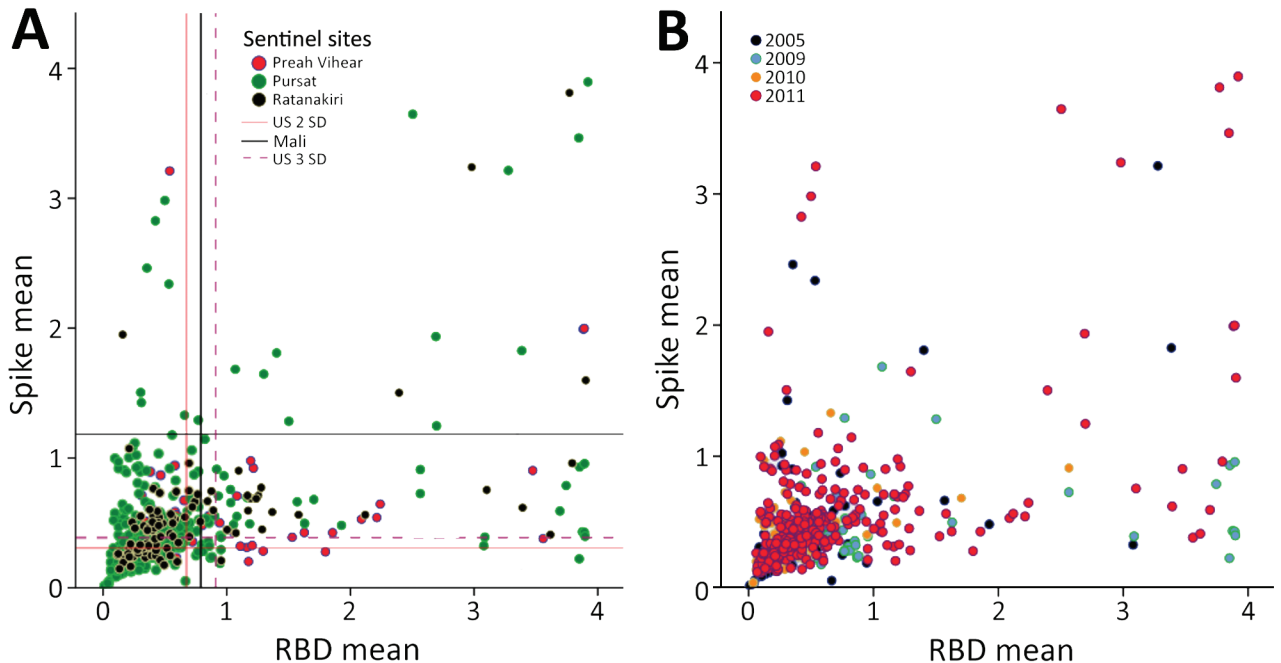 A
Sentinel sites
Preah Vihear
Pursat
Ratanakiri
US 2 SD
Mali
US 3 SD
4
3
2
1
0
0 1 2 3 4
Spike mean
RBD mean
B
2005
2009
2010
2011
4
3
2
1
0
0 1 2 3 4
Spike mean
RBD mean